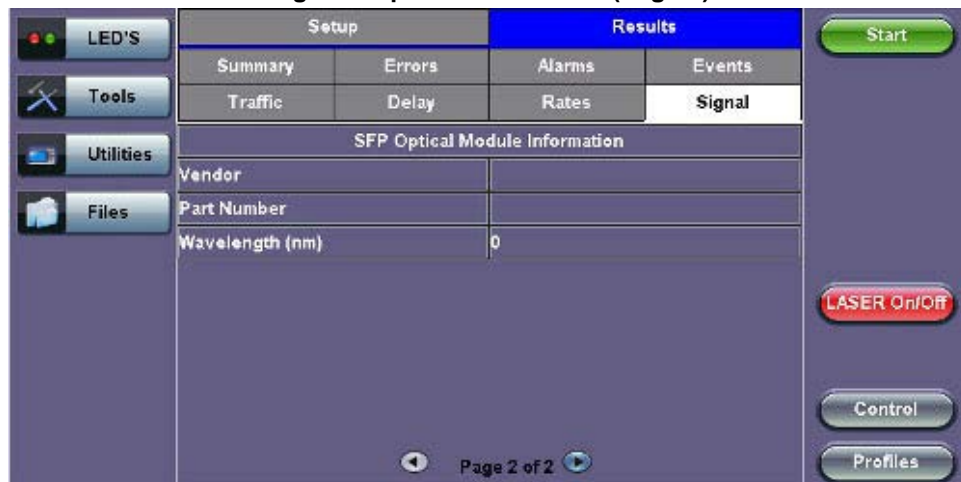 LED'S
Tools
Utilities
Files
Setup Results
Summary Errors Alarms Events
Traffic Delay Rates Signal
SFP Optical Module Information
Vendor
Part Number
Wavelength (nm) 0
Page 2 of 2
Start
LASER On/Off
Control
Profiles